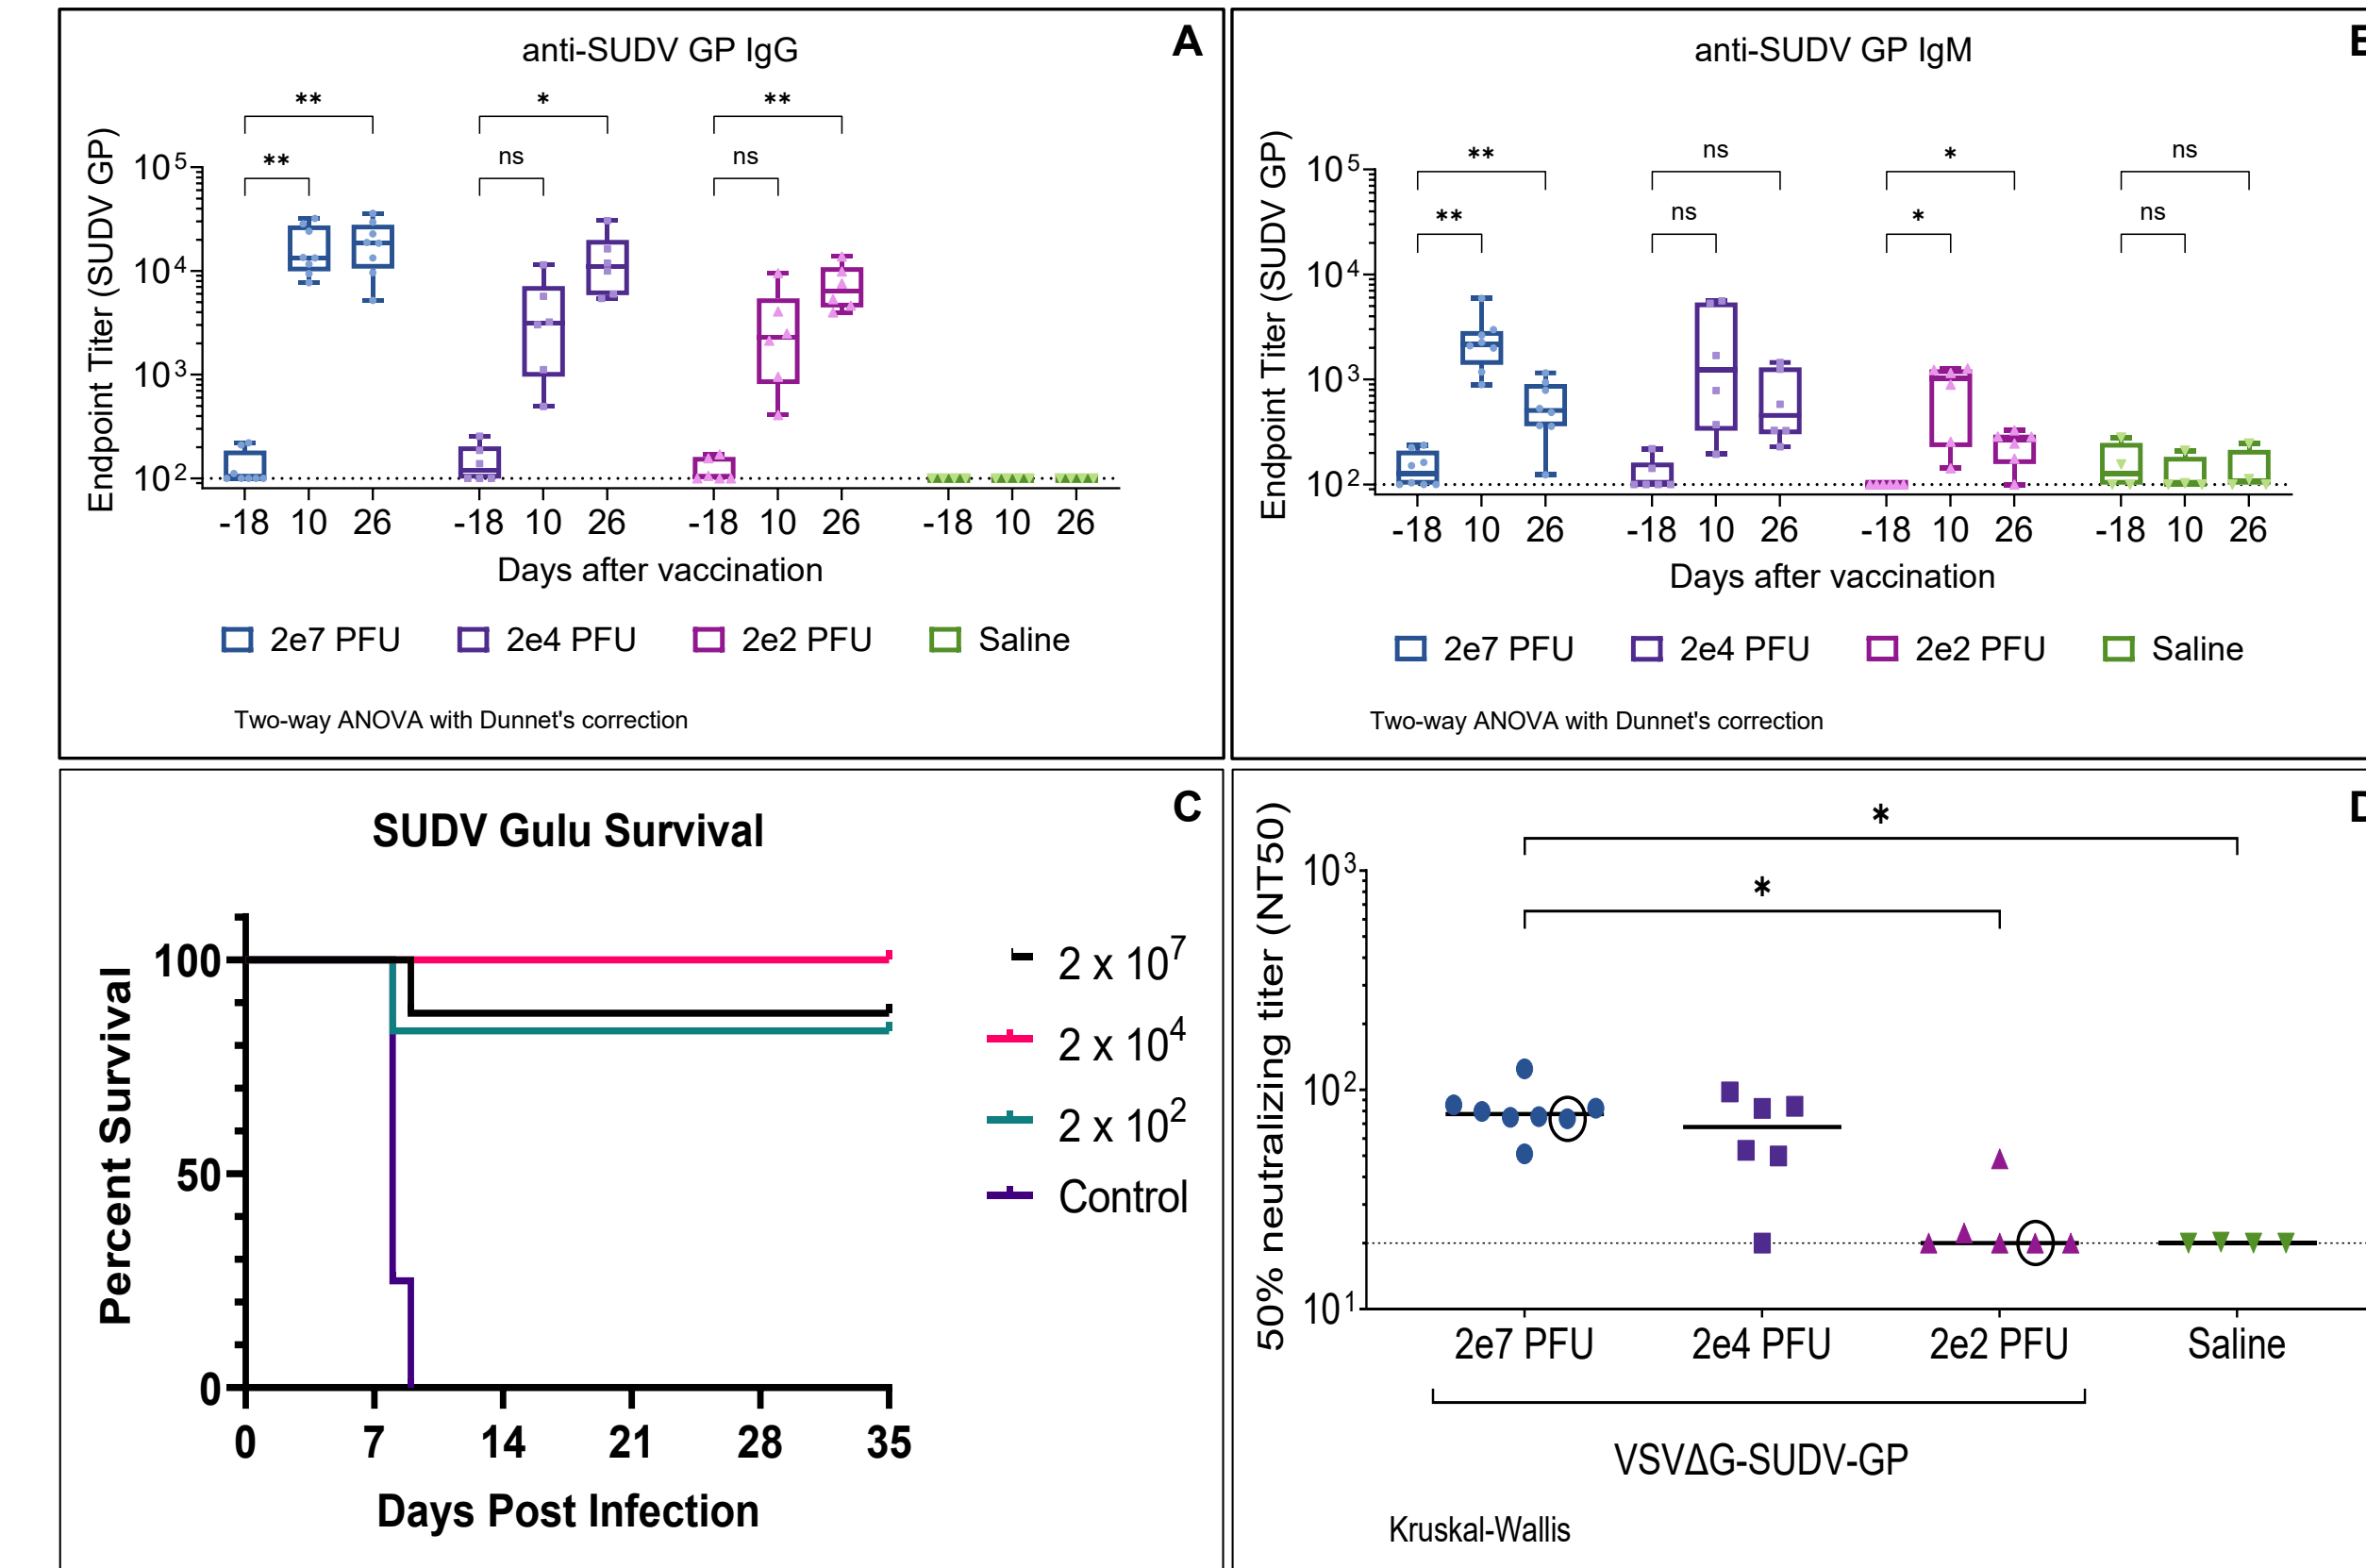 A
anti-SUDV GP IgG
** * **
** ns ns
Endpoint Titer (SUDV GP)
10^5
10^4
10^3
10^2
-18 10 26 -18 10 26 -18 10 26 -18 10 26
Days after vaccination
2e7 PFU 2e4 PFU 2e2 PFU Saline
Two-way ANOVA with Dunnet's correction
anti-SUDV GP IgM
** ns * ns
** ns * ns
Endpoint Titer (SUDV GP)
10^5
10^4
10^3
10^2
-18 10 26 -18 10 26 -18 10 26 -18 10 26
Days after vaccination
2e7 PFU 2e4 PFU 2e2 PFU Saline
Two-way ANOVA with Dunnet's correction
C
SUDV Gulu Survival
Percent Survival
100
50
0
0 7 14 21 28 35
Days Post Infection
2 x 10^7
2 x 10^4
2 x 10^2
Control
*
*
50% neutralizing titer (NT50)
10^3
10^2
10^1
2e7 PFU 2e4 PFU 2e2 PFU Saline
VSVΔG-SUDV-GP
Kruskal-Wallis